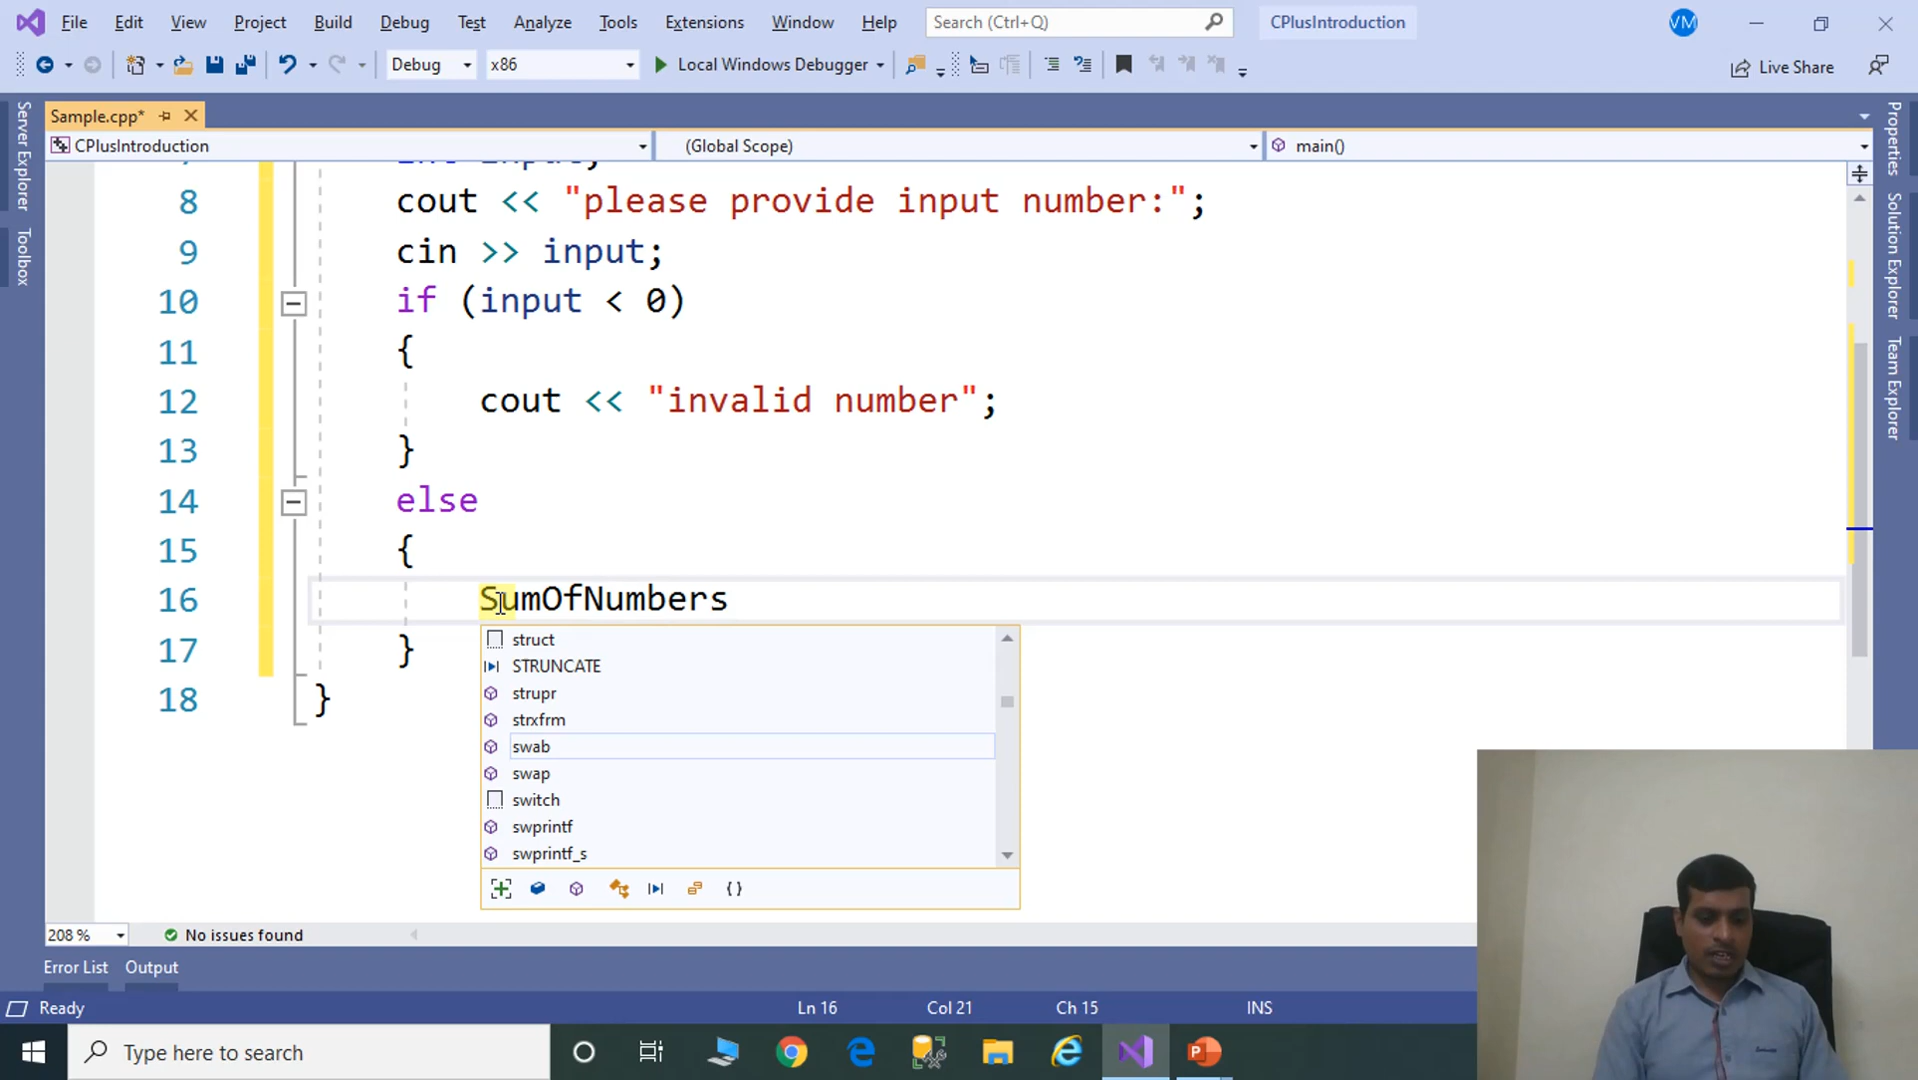 File Edit View Project Build Debug Test Analyze Tools Extensions Window Help Search (Ctrl+Q) CPlusIntroduction VM
Debug x86 Local Windows Debugger Live Share
Sample.cpp*
CPlusIntroduction (Global Scope) main()
Server Explorer
Toolbox
Properties
Solution Explorer
Team Explorer
7 int input;
8 cout << "please provide input number:";
9 cin >> input;
10 if (input < 0)
11 {
12 cout << "invalid number";
13 }
14 else
15 {
16 SumOfNumbers
17 }
18 }
struct
STRUNCATE
strupr
strxfrm
swab
swap
switch
swprintf
swprintf_s
208 % No issues found
Error List Output
Ready Ln 16 Col 21 Ch 15 INS
Type here to search